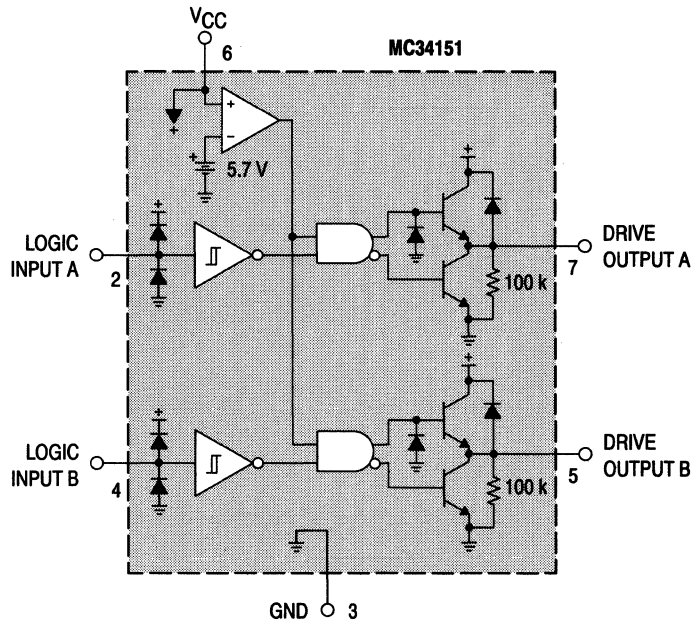 VCC
6
MC34151
+
+
−
+
5.7 V
+
+
LOGIC
INPUT A
2
DRIVE
OUTPUT A
7
100 k
+
+
LOGIC
INPUT B
4
DRIVE
OUTPUT B
5
100 k
GND
3